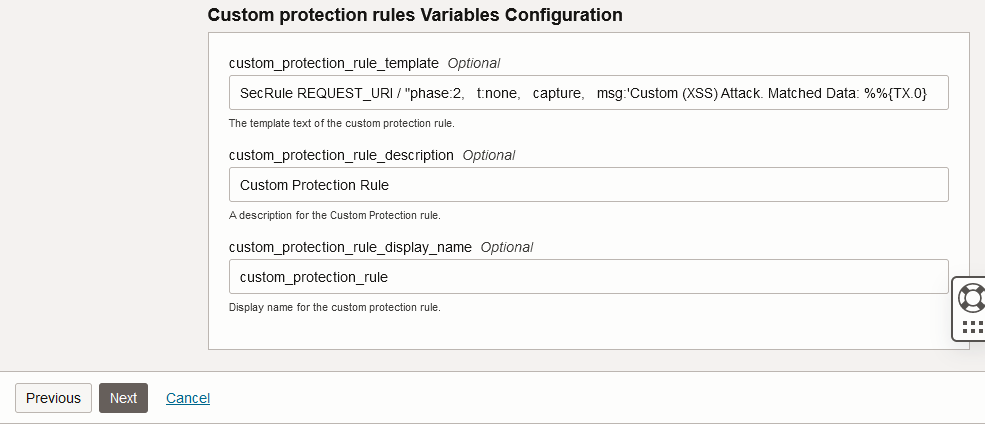 Custom protection rules Variables Configuration
custom_protection_rule_template Optional
SecRule REQUEST_URI / "phase:2,   t:none,   capture,   msg:'Custom (XSS) Attack. Matched Data: %%{TX.0}
The template text of the custom protection rule.
custom_protection_rule_description Optional
Custom Protection Rule
A description for the Custom Protection rule.
custom_protection_rule_display_name Optional
custom_protection_rule
Display name for the custom protection rule.
Previous Next Cancel